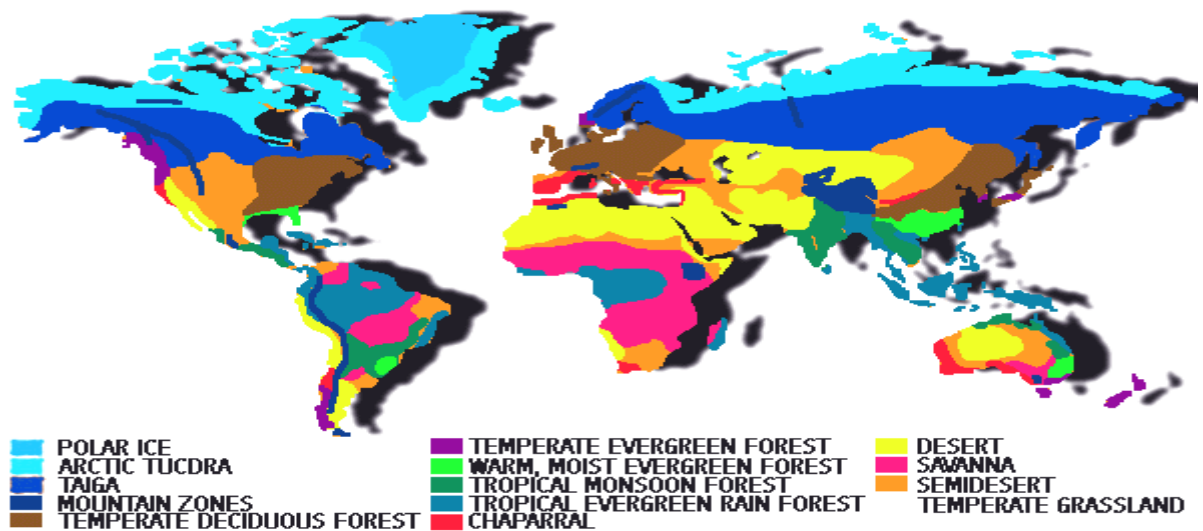 POLAR ICE
ARCTIC TUCDRA
TAIGA
MOUNTAIN ZONES
TEMPERATE DECIDUOUS FOREST
TEMPERATE EVERGREEN FOREST
WARM, MOIST EVERGREEN FOREST
TROPICAL MONSOON FOREST
TROPICAL EVERGREEN RAIN FOREST
CHAPARRAL
DESERT
SAVANNA
SEMIDESERT
TEMPERATE GRASSLAND